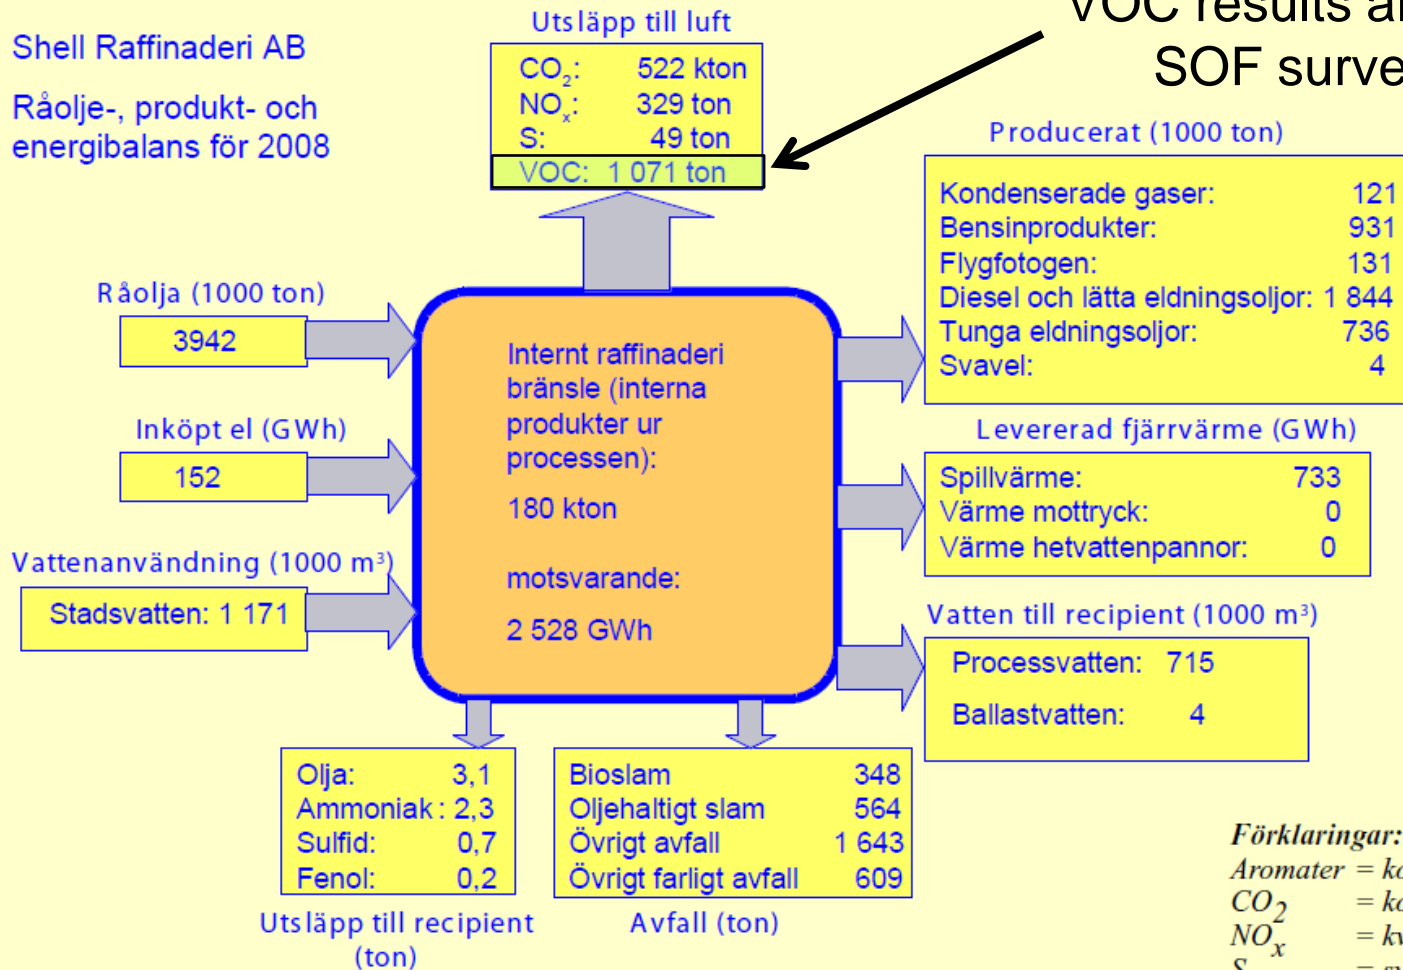 Shell Raffinaderi AB
Råolje-, produkt- och
energibalans för 2008
Utsläpp till luft
CO2: 522 kton
NOx: 329 ton
S: 49 ton
VOC: 1 071 ton
VOC results
SOF
Producerat (1000 ton)
Kondenserade gaser: 121
Bensinprodukter: 931
Flygfotogen: 131
Diesel och lätta eldningsoljor: 1 844
Tunga eldningsoljor: 736
Svavel: 4
Råolja (1000 ton)
3942
Inköpt el (GWh)
152
Vattenanvändning (1000 m³)
Stadsvatten: 1 171
Internt raffinaderi
bränsle (interna
produkter ur
processen):
180 kton
motsvarande:
2 528 GWh
Levererad fjärrvärme (GWh)
Spillvärme: 733
Värme mottryck: 0
Värme hetvattenpannor: 0
Vatten till recipient (1000 m³)
Processvatten: 715
Ballastvatten: 4
Olja: 3,1
Ammoniak : 2,3
Sulfid: 0,7
Fenol: 0,2
Utsläpp till recipient
(ton)
Bioslam 348
Oljehaltigt slam 564
Övrigt avfall 1 643
Övrigt farligt avfall 609
Avfall (ton)
Förklaringar:
Aromater =
CO2 =
NOx =